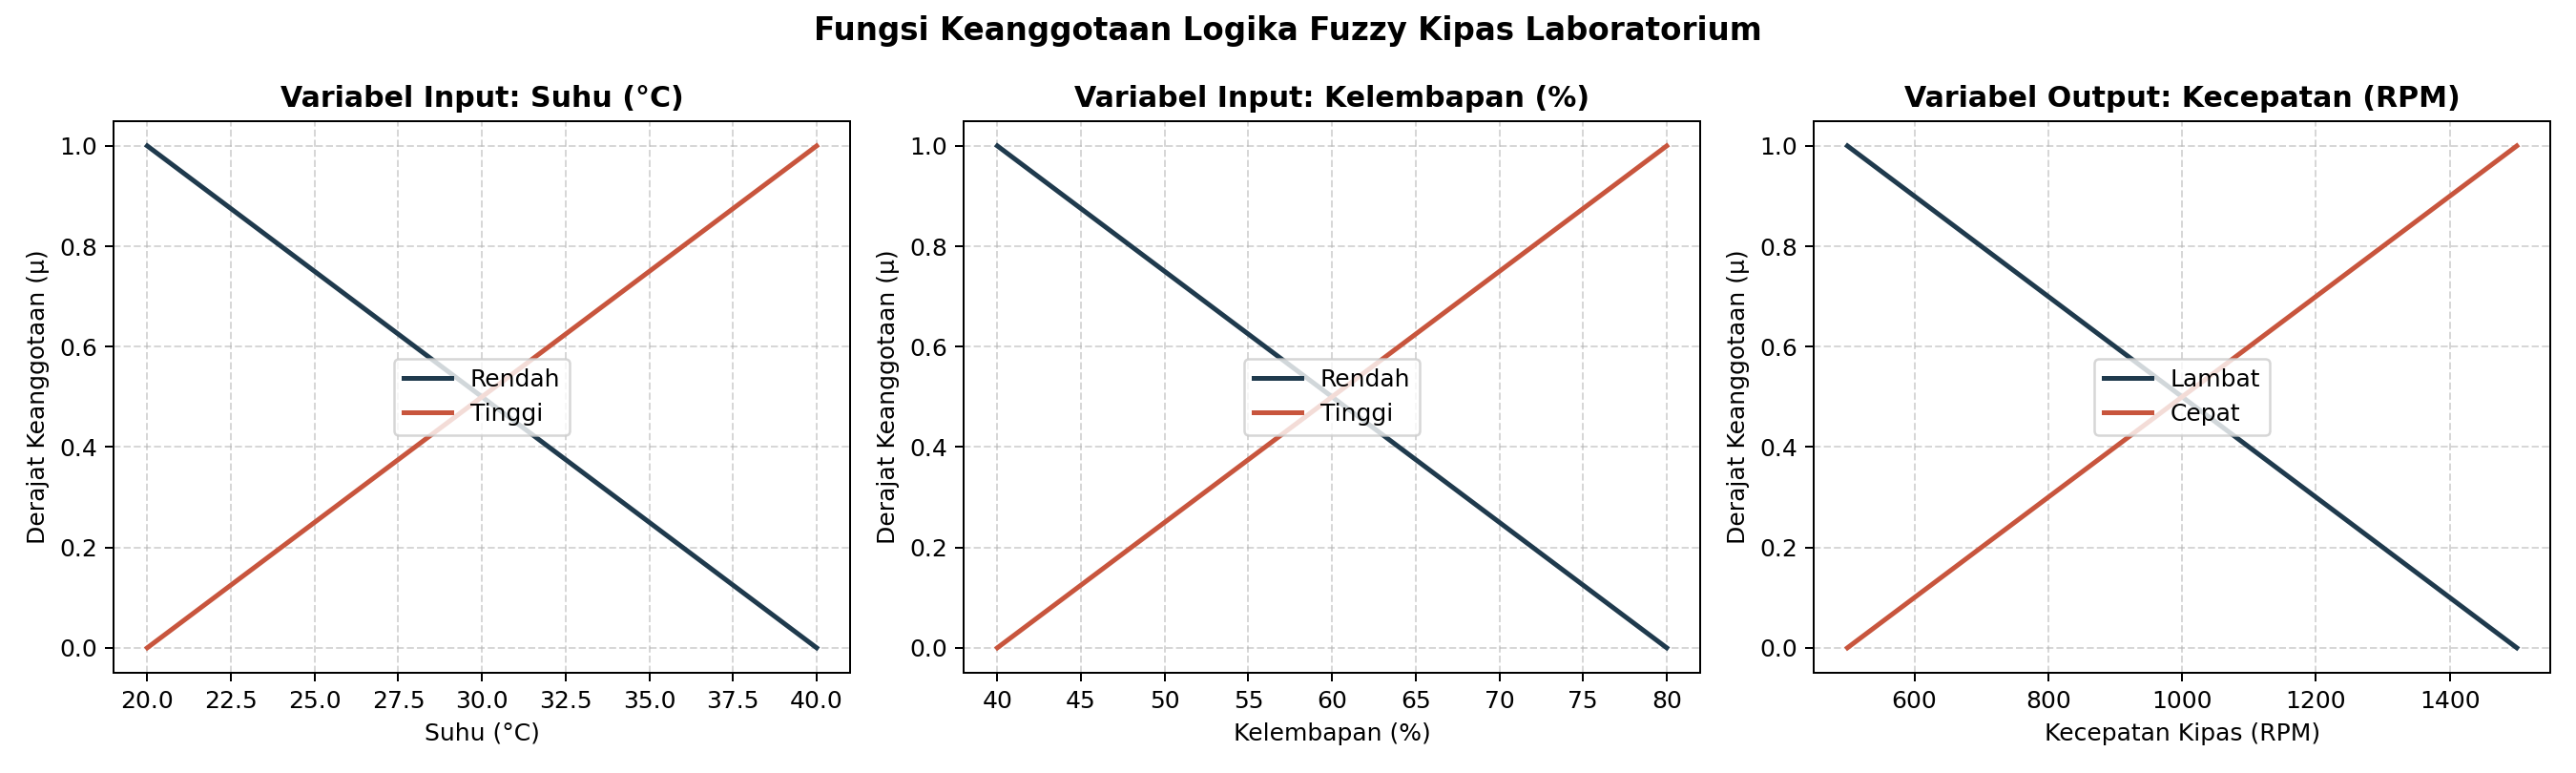 Fungsi Keanggotaan Logika Fuzzy Kipas Laboratorium
Variabel Input: Suhu (°C)
Derajat Keanggotaan (μ)
1.0
0.8
0.6
0.4
0.2
0.0
Rendah
Tinggi
20.0 22.5 25.0 27.5 30.0 32.5 35.0 37.5 40.0
Suhu (°C)
Variabel Input: Kelembapan (%)
Derajat Keanggotaan (μ)
1.0
0.8
0.6
0.4
0.2
0.0
Rendah
Tinggi
40 45 50 55 60 65 70 75 80
Kelembapan (%)
Variabel Output: Kecepatan (RPM)
Derajat Keanggotaan (μ)
1.0
0.8
0.6
0.4
0.2
0.0
Lambat
Cepat
600 800 1000 1200 1400
Kecepatan Kipas (RPM)